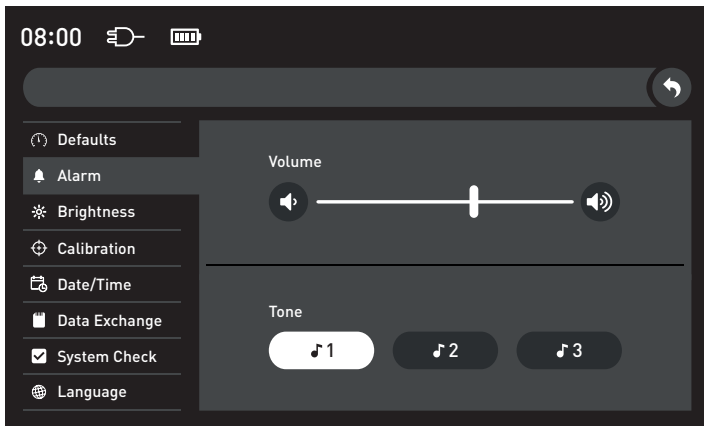 08:00
Defaults
Alarm
Brightness
Calibration
Date/Time
Data Exchange
System Check
Language
Volume
Tone
1
2
3